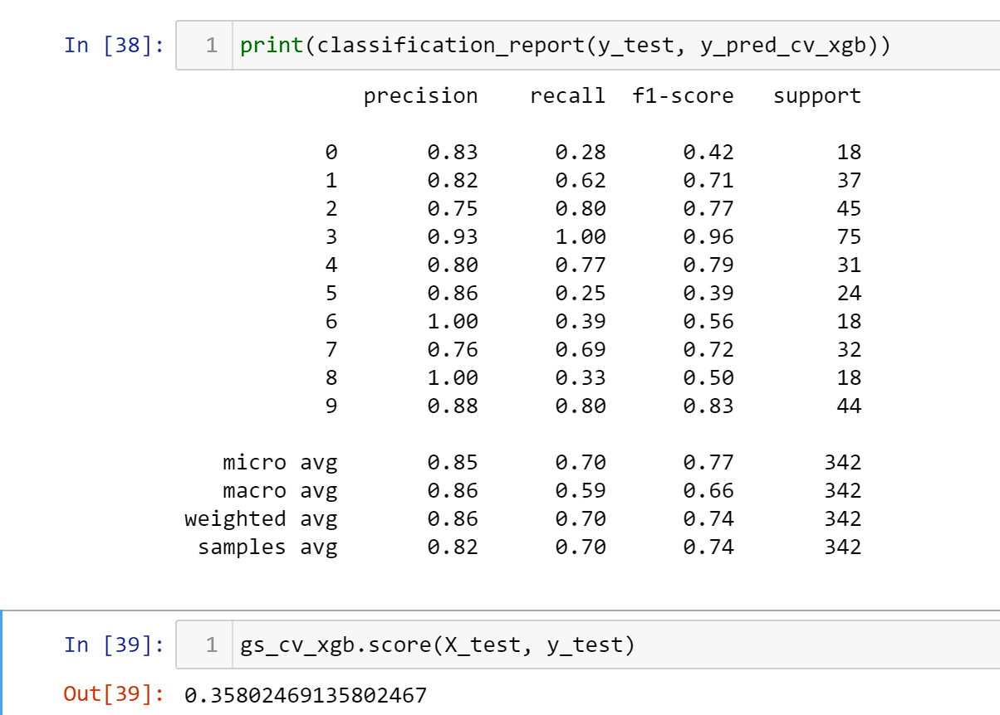 In [38]: 1 print(classification_report(y_test, y_pred_cv_xgb))
precision recall f1-score support
0 0.83 0.28 0.42 18
1 0.82 0.62 0.71 37
2 0.75 0.80 0.77 45
3 0.93 1.00 0.96 75
4 0.80 0.77 0.79 31
5 0.86 0.25 0.39 24
6 1.00 0.39 0.56 18
7 0.76 0.69 0.72 32
8 1.00 0.33 0.50 18
9 0.88 0.80 0.83 44
micro avg 0.85 0.70 0.77 342
macro avg 0.86 0.59 0.66 342
weighted avg 0.86 0.70 0.74 342
samples avg 0.82 0.70 0.74 342
In [39]: 1 gs_cv_xgb.score(X_test, y_test)
Out[39]: 0.35802469135802467